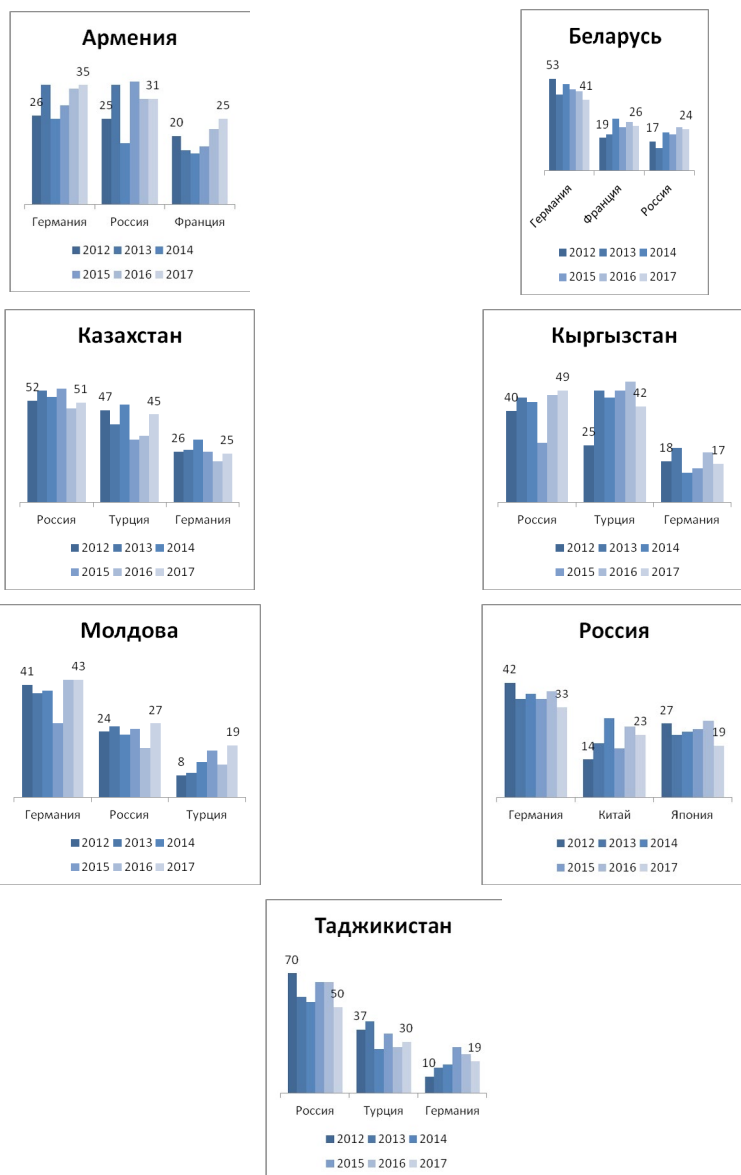 Армения
26 35 25 31 20 25
Германия Россия Франция
2012 2013 2014
2015 2016 2017
Беларусь
53 41 19 26 17 24
Германия Франция Россия
2012 2013 2014
2015 2016 2017
Казахстан
52 51 47 45 26 25
Россия Турция Германия
2012 2013 2014
2015 2016 2017
Кыргызстан
40 49 25 42 18 17
Россия Турция Германия
2012 2013 2014
2015 2016 2017
Молдова
41 43 24 27 8 19
Германия Россия Турция
2012 2013 2014
2015 2016 2017
Россия
42 33 14 23 27 19
Германия Китай Япония
2012 2013 2014
2015 2016 2017
Таджикистан
70 50 37 30 10 19
Россия Турция Германия
2012 2013 2014
2015 2016 2017